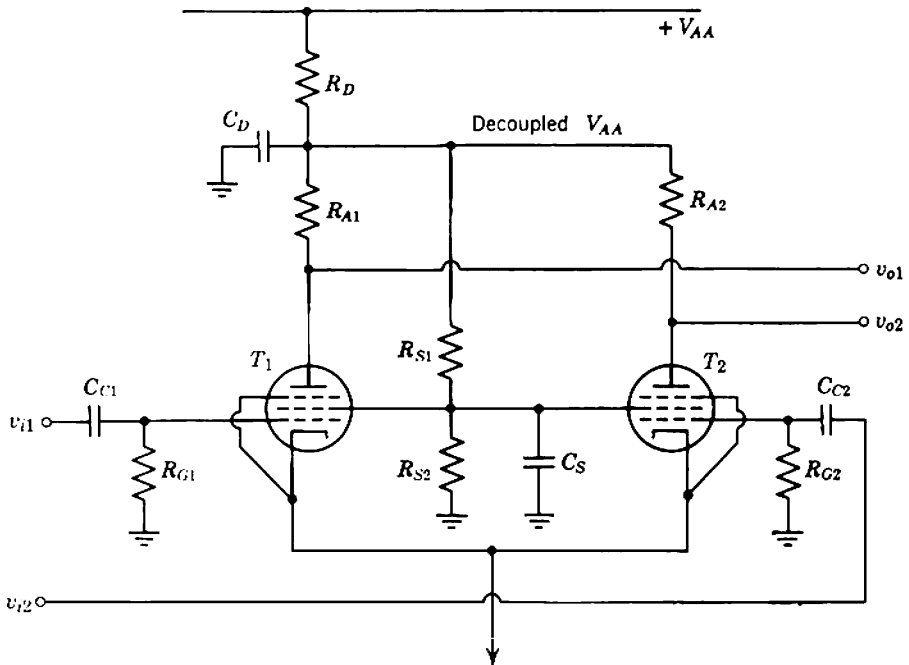 + V_AA
R_D
C_D
Decoupled V_AA
R_A1
R_A2
v_o1
v_o2
R_S1
T_1
T_2
C_C1
C_C2
v_i1
R_G1
R_S2
C_S
R_G2
v_i2